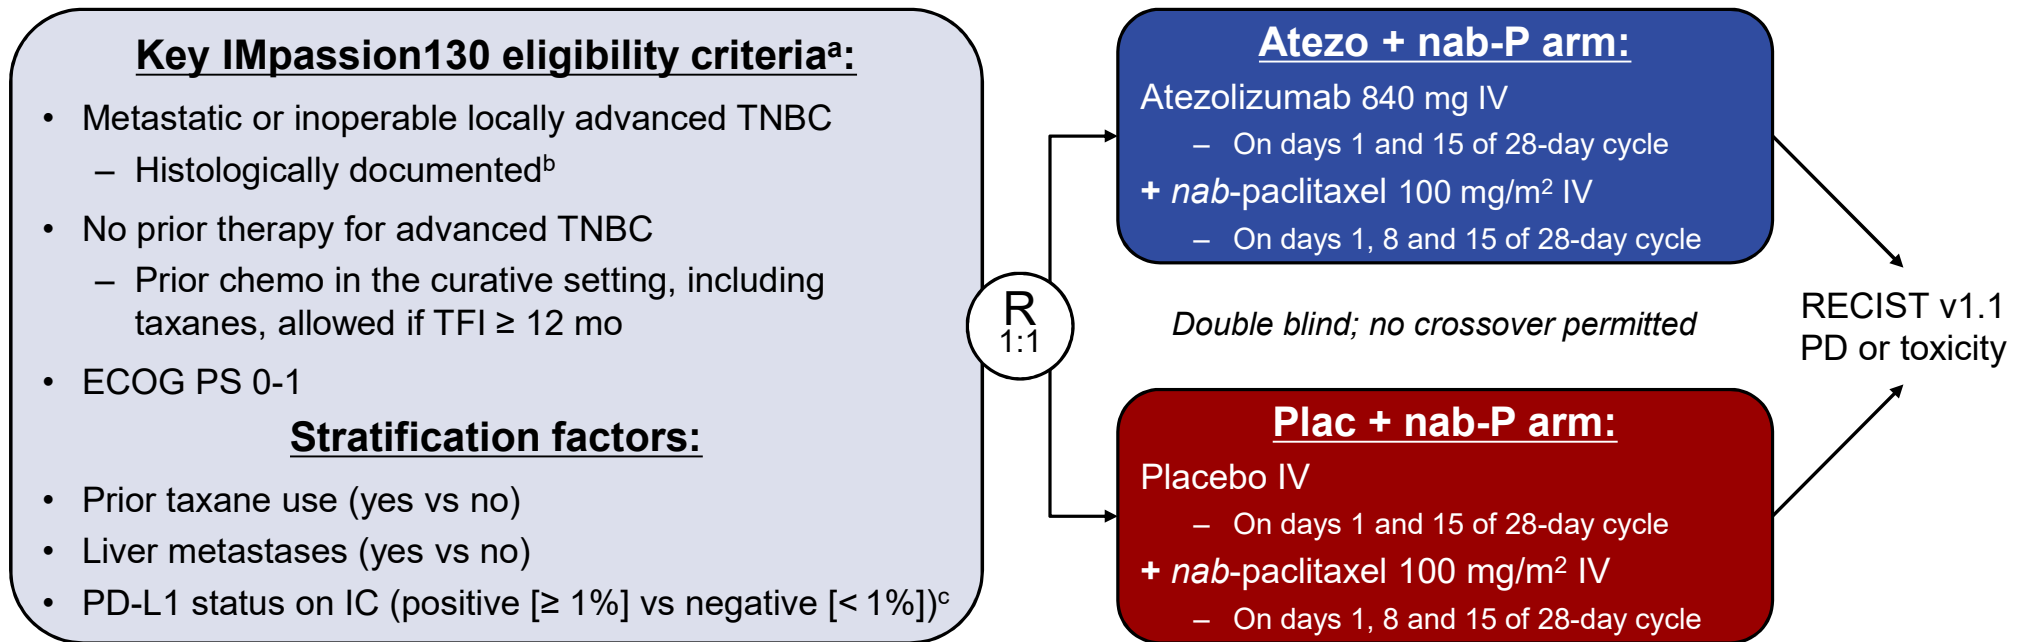 Key IMpassion130 eligibility criteriaᵃ:
• Metastatic or inoperable locally advanced TNBC
– Histologically documentedᵇ
• No prior therapy for advanced TNBC
– Prior chemo in the curative setting, including
taxanes, allowed if TFI ≥ 12 mo
• ECOG PS 0-1
Stratification factors:
• Prior taxane use (yes vs no)
• Liver metastases (yes vs no)
• PD-L1 status on IC (positive [≥ 1%] vs negative [< 1%])ᶜ
R
1:1
Atezo + nab-P arm:
Atezolizumab 840 mg IV
– On days 1 and 15 of 28-day cycle
+ nab-paclitaxel 100 mg/m² IV
– On days 1, 8 and 15 of 28-day cycle
Double blind; no crossover permitted
Plac + nab-P arm:
Placebo IV
– On days 1 and 15 of 28-day cycle
+ nab-paclitaxel 100 mg/m² IV
– On days 1, 8 and 15 of 28-day cycle
RECIST v1.1
PD or toxicity